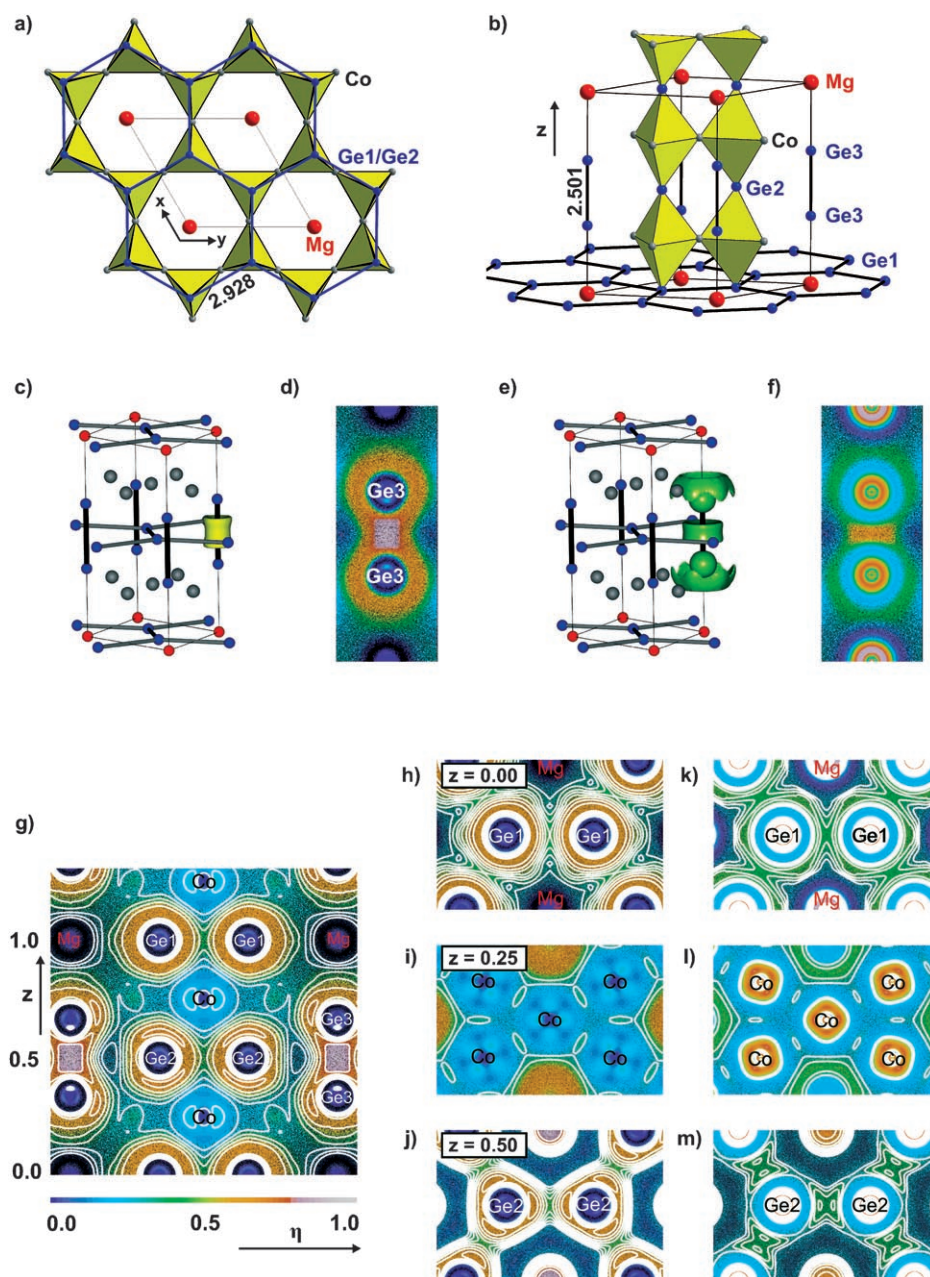 a)
Co
Ge1/Ge2
x
y
Mg
2.928
b)
z
Mg
Co
Ge3
2.501
Ge2
Ge3
Ge1
c)
d)
Ge3
Ge3
e)
f)
g)
Co
1.0
Mg
Ge1
Ge1
Mg
z
Co
Ge3
Ge3
0.5
Ge2
Ge2
Ge3
Ge3
Co
0.0
0.0
0.5
1.0
η
h)
z = 0.00
Mg
Ge1
Ge1
Mg
k)
Mg
Ge1
Ge1
Mg
i)
z = 0.25
Co
Co
Co
Co
Co
l)
Co
Co
Co
Co
Co
j)
z = 0.50
Ge2
Ge2
m)
Ge2
Ge2